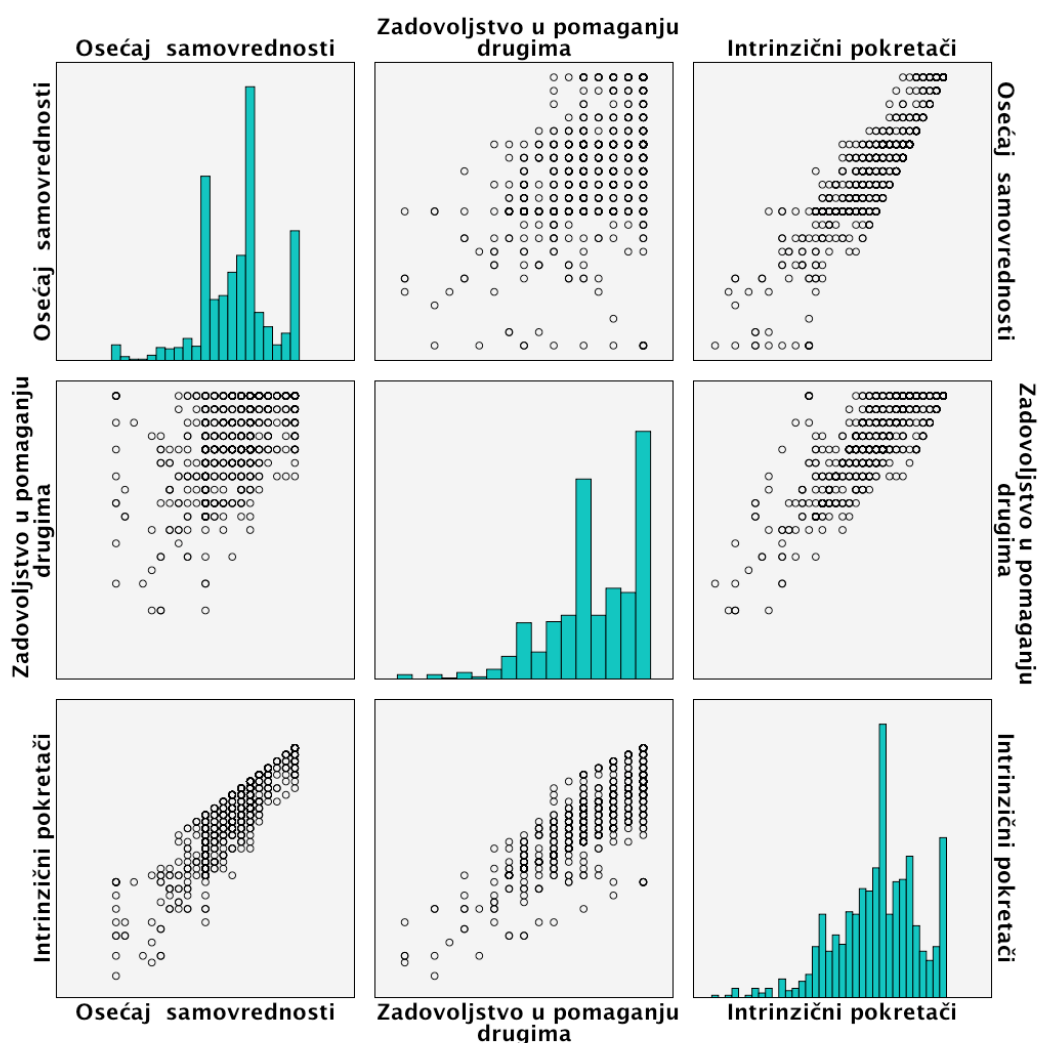 Osećaj  samovrednosti
Zadovoljstvo u pomaganju
drugima
Intrinzični pokretači
Osećaj  samovrednosti
Osećaj  samovrednosti
Zadovoljstvo u pomaganju
drugima
Zadovoljstvo u pomaganju
drugima
Intrinzični pokretači
Intrinzični pokretači
Osećaj  samovrednosti
Zadovoljstvo u pomaganju
drugima
Intrinzični pokretači